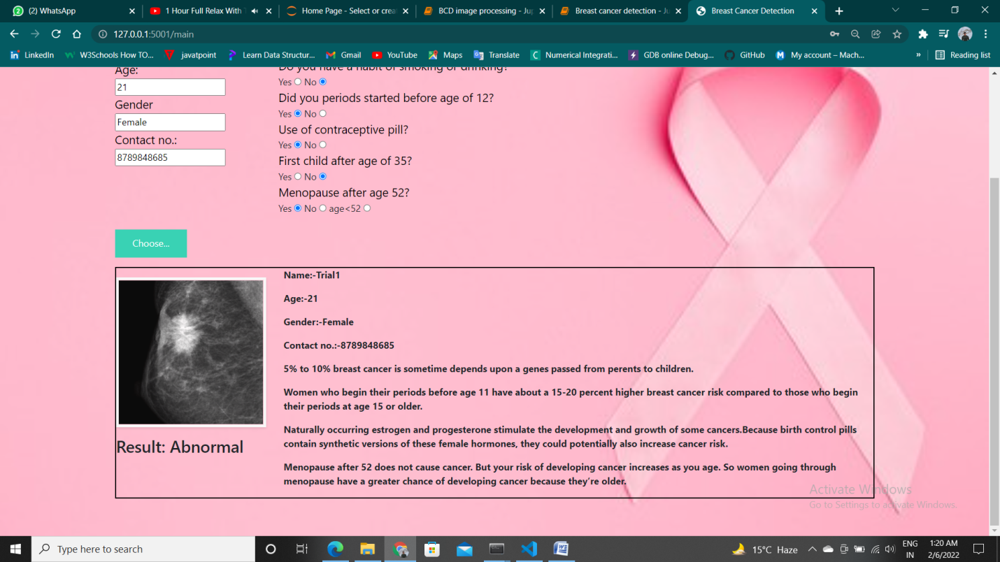 (2) WhatsApp
1 Hour Full Relax With T
Home Page - Select or crea
BCD image processing - Jup
Breast cancer detection - Ju
Breast Cancer Detection
127.0.0.1:5001/main
LinkedIn
W3Schools How TO...
javatpoint
Learn Data Structur...
Gmail
YouTube
Maps
Translate
Numerical Integrati...
GDB online Debug...
GitHub
My account – Mach...
»
Reading list
Age:
21
Gender
Female
Contact no.:
8789848685
Do you have a habit of smoking or drinking?
Yes No
Did you periods started before age of 12?
Yes No
Use of contraceptive pill?
Yes No
First child after age of 35?
Yes No
Menopause after age 52?
Yes No age<52
Choose...
Result: Abnormal
Name:-Trial1
Age:-21
Gender:-Female
Contact no.:-8789848685
5% to 10% breast cancer is sometime depends upon a genes passed from perents to children.
Women who begin their periods before age 11 have about a 15-20 percent higher breast cancer risk compared to those who begin
their periods at age 15 or older.
Naturally occurring estrogen and progesterone stimulate the development and growth of some cancers.Because birth control pills
contain synthetic versions of these female hormones, they could potentially also increase cancer risk.
Menopause after 52 does not cause cancer. But your risk of developing cancer increases as you age. So women going through
menopause have a greater chance of developing cancer because they're older.
Activate Windows
Go to Settings to activate Windows.
Type here to search
15°C Haze
ENG
IN
1:20 AM
2/6/2022